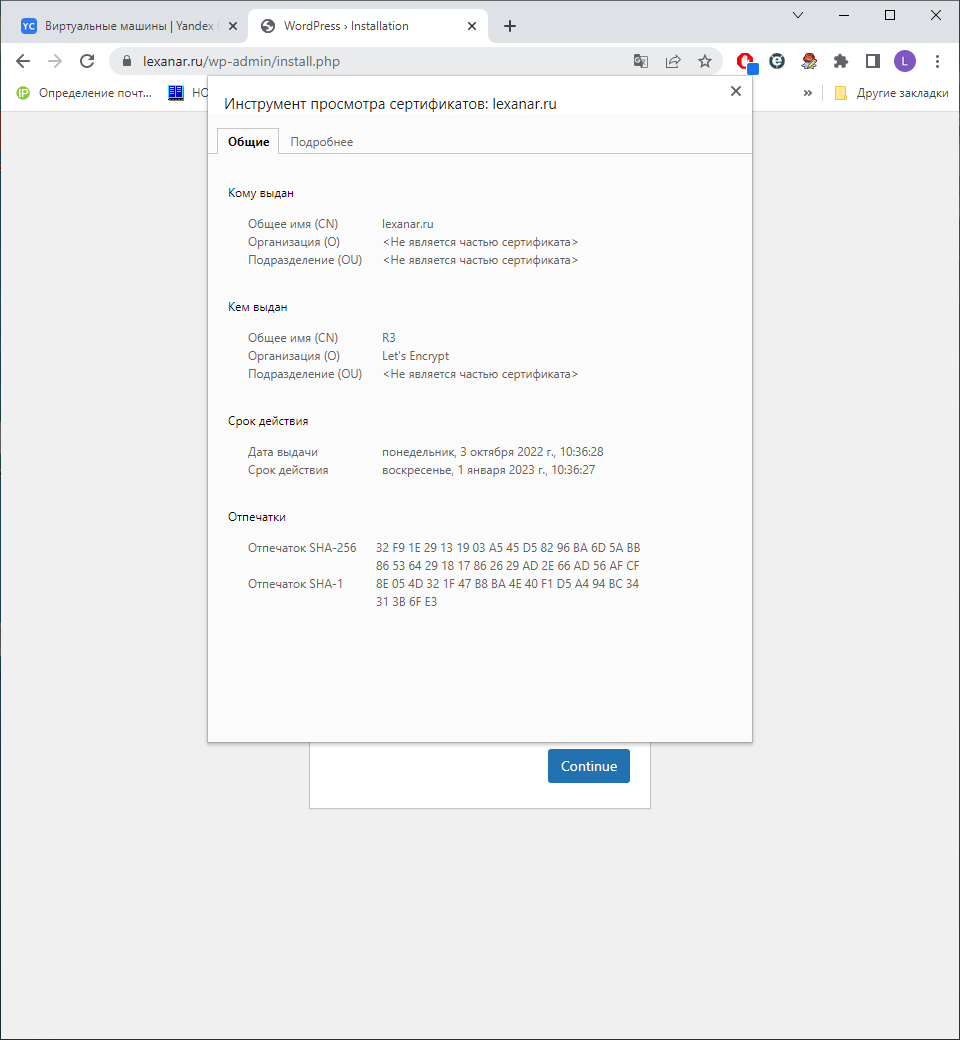 YC Виртуальные машины | Yandex
WordPress › Installation
lexanar.ru/wp-admin/install.php
L
IP Определение почт... НО » Другие закладки
Инструмент просмотра сертификатов: lexanar.ru
Общие Подробнее
Кому выдан
Общее имя (CN) lexanar.ru
Организация (O) <Не является частью сертификата>
Подразделение (OU) <Не является частью сертификата>
Кем выдан
Общее имя (CN) R3
Организация (O) Let's Encrypt
Подразделение (OU) <Не является частью сертификата>
Срок действия
Дата выдачи понедельник, 3 октября 2022 г., 10:36:28
Срок действия воскресенье, 1 января 2023 г., 10:36:27
Отпечатки
Отпечаток SHA-256 32 F9 1E 29 13 19 03 A5 45 D5 82 96 BA 6D 5A BB
86 53 64 29 18 17 86 26 29 AD 2E 66 AD 56 AF CF
Отпечаток SHA-1 8E 05 4D 32 1F 47 B8 BA 4E 40 F1 D5 A4 94 BC 34
31 3B 6F E3
Continue